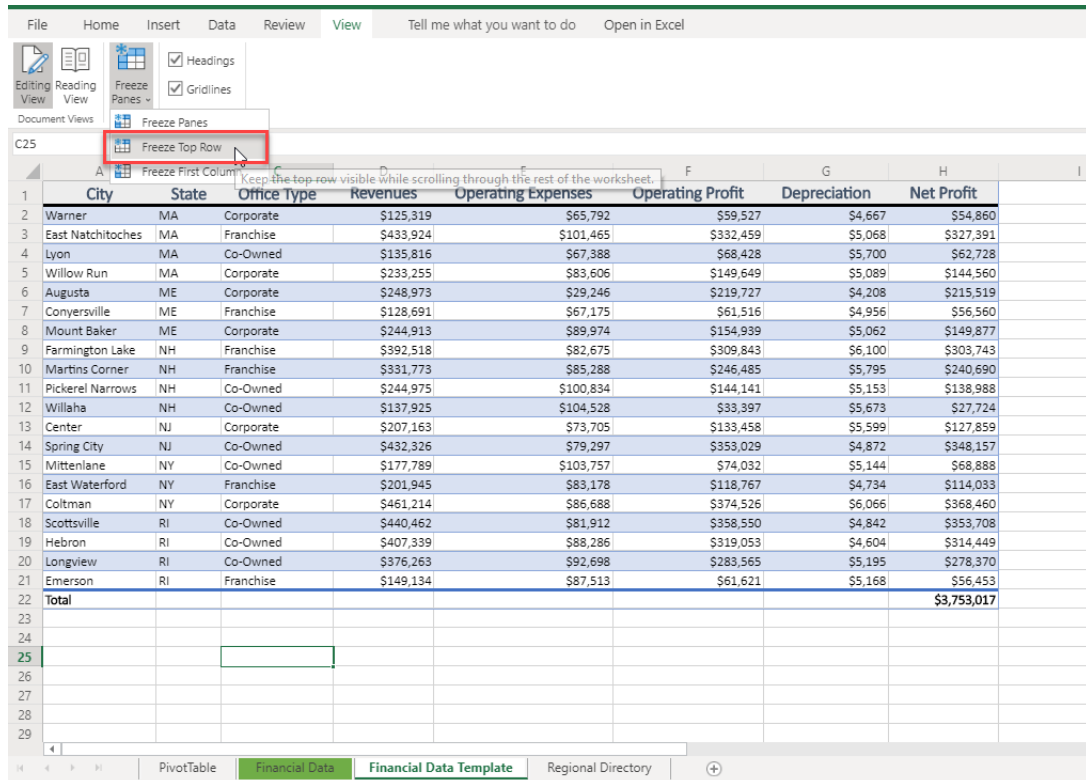 File Home Insert Data Review View Tell me what you want to do Open in Excel
Headings
Gridlines
Editing View
Reading View
Freeze Panes
Document Views
Freeze Panes
C25
Freeze Top Row
Freeze First Colum
Keep the top row visible while scrolling through the rest of the worksheet.
A C D E F G H I
1 City State Office Type Revenues Operating Expenses Operating Profit Depreciation Net Profit
2 Warner MA Corporate $125,319 $65,792 $59,527 $4,667 $54,860
3 East Natchitoches MA Franchise $433,924 $101,465 $332,459 $5,068 $327,391
4 Lyon MA Co-Owned $135,816 $67,388 $68,428 $5,700 $62,728
5 Willow Run MA Corporate $233,255 $83,606 $149,649 $5,089 $144,560
6 Augusta ME Corporate $248,973 $29,246 $219,727 $4,208 $215,519
7 Conyersville ME Franchise $128,691 $67,175 $61,516 $4,956 $56,560
8 Mount Baker ME Corporate $244,913 $89,974 $154,939 $5,062 $149,877
9 Farmington Lake NH Franchise $392,518 $82,675 $309,843 $6,100 $303,743
10 Martins Corner NH Franchise $331,773 $85,288 $246,485 $5,795 $240,690
11 Pickerel Narrows NH Co-Owned $244,975 $100,834 $144,141 $5,153 $138,988
12 Willaha NH Co-Owned $137,925 $104,528 $33,397 $5,673 $27,724
13 Center NJ Corporate $207,163 $73,705 $133,458 $5,599 $127,859
14 Spring City NJ Co-Owned $432,326 $79,297 $353,029 $4,872 $348,157
15 Mittenlane NY Co-Owned $177,789 $103,757 $74,032 $5,144 $68,888
16 East Waterford NY Franchise $201,945 $83,178 $118,767 $4,734 $114,033
17 Coltman NY Corporate $461,214 $86,688 $374,526 $6,066 $368,460
18 Scottsville RI Co-Owned $440,462 $81,912 $358,550 $4,842 $353,708
19 Hebron RI Co-Owned $407,339 $88,286 $319,053 $4,604 $314,449
20 Longview RI Co-Owned $376,263 $92,698 $283,565 $5,195 $278,370
21 Emerson RI Franchise $149,134 $87,513 $61,621 $5,168 $56,453
22 Total $3,753,017
23
24
25
26
27
28
29
PivotTable Financial Data Financial Data Template Regional Directory